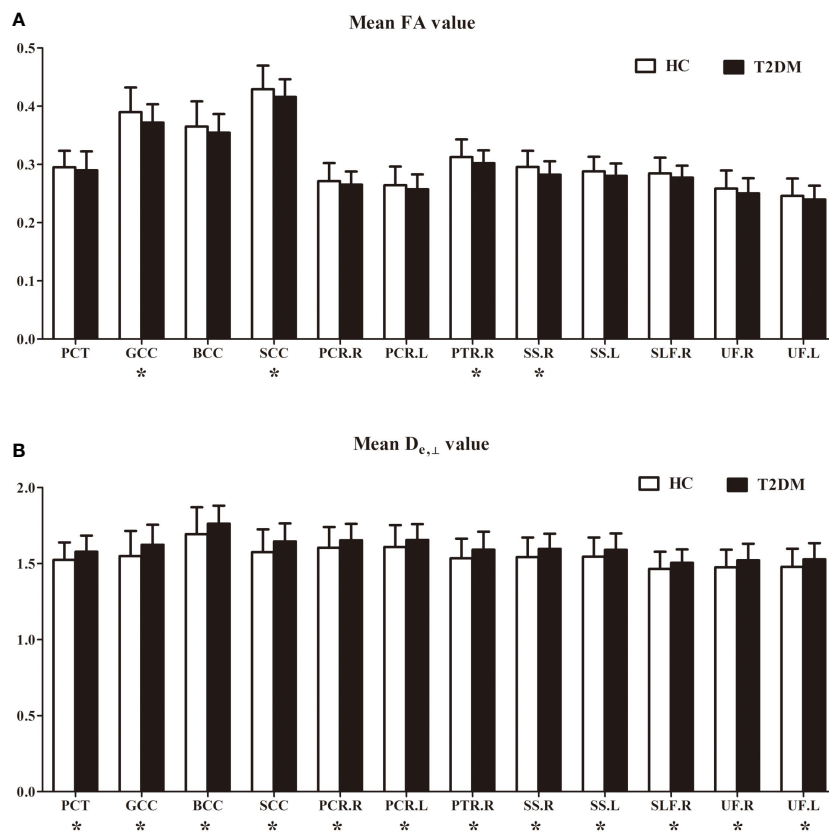 A
Mean FA value
HC T2DM
0.5
0.4
0.3
0.2
0.1
0.0
PCT GCC BCC SCC PCR.R PCR.L PTR.R SS.R SS.L SLF.R UF.R UF.L
* * * *
B
Mean Dₑ,⊥ value
HC T2DM
2.0
1.5
1.0
0.5
0.0
PCT GCC BCC SCC PCR.R PCR.L PTR.R SS.R SS.L SLF.R UF.R UF.L
* * * * * * * * * * * *